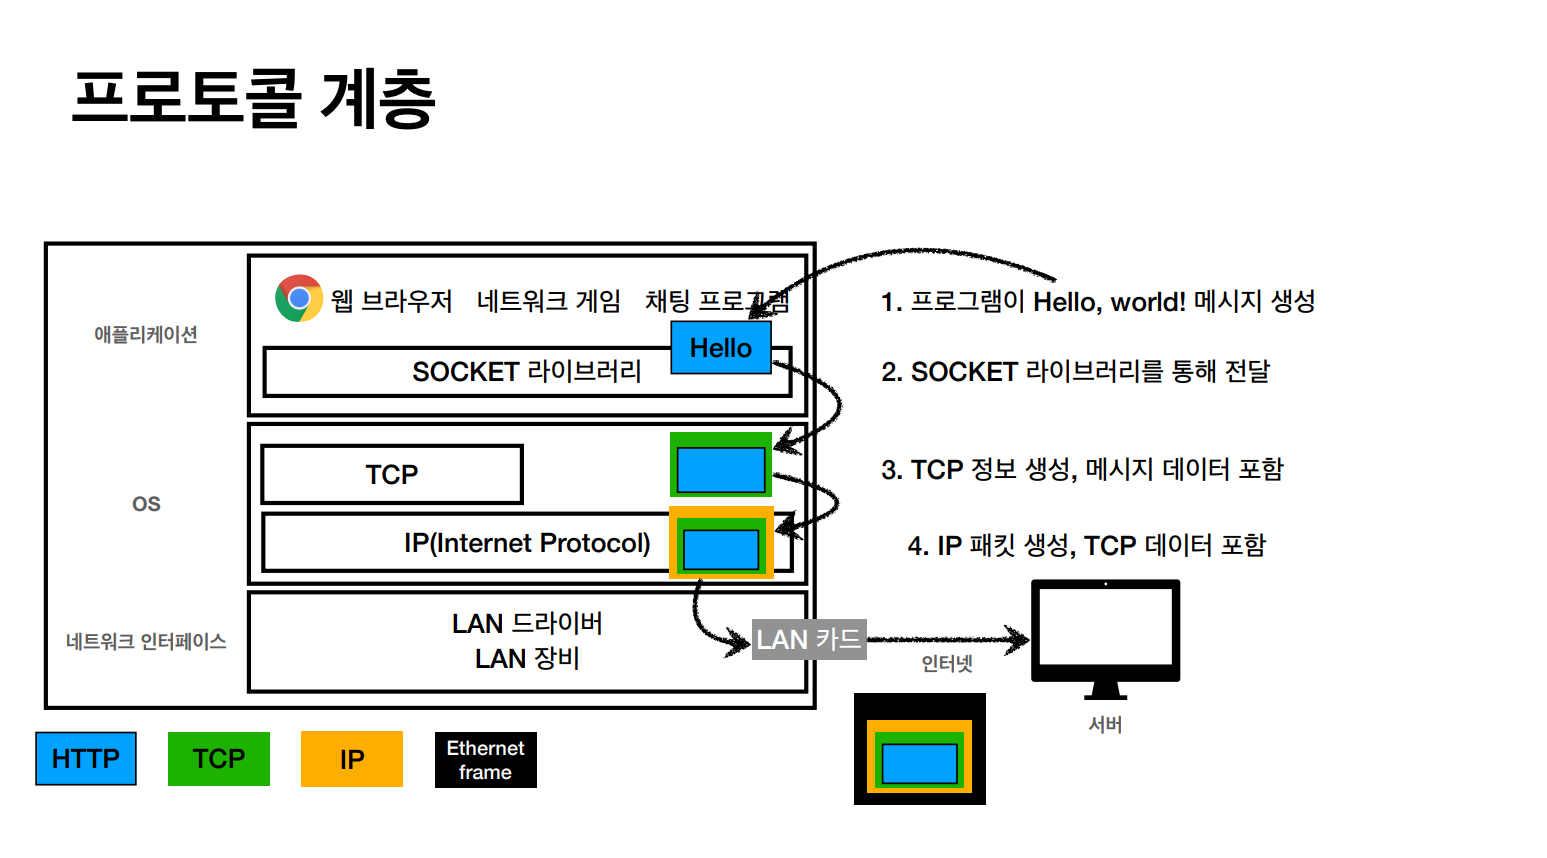 프로토콜 계층
애플리케이션
웹 브라우저 네트워크 게임 채팅 프로그램
Hello
SOCKET 라이브러리
1. 프로그램이 Hello, world! 메시지 생성
2. SOCKET 라이브러리를 통해 전달
OS
TCP
IP(Internet Protocol)
3. TCP 정보 생성, 메시지 데이터 포함
4. IP 패킷 생성, TCP 데이터 포함
네트워크 인터페이스
LAN 드라이버
LAN 장비
LAN 카드
인터넷
서버
HTTP
TCP
IP
Ethernet
frame